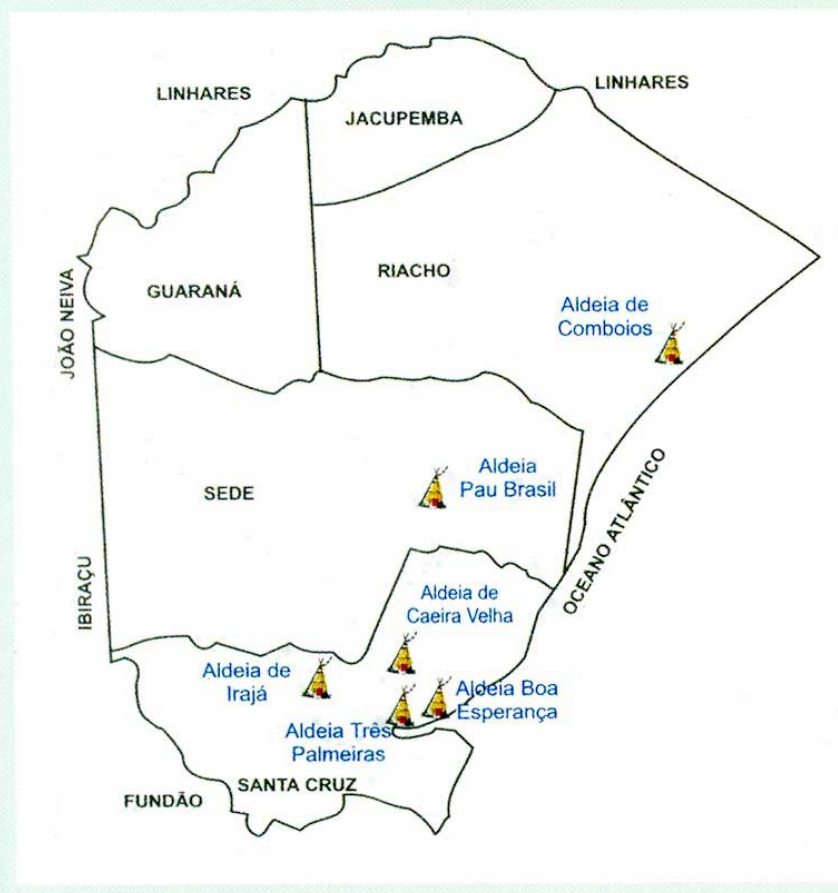 LINHARES
LINHARES
JACUPEMBA
RIACHO
GUARANÁ
JOÃO NEIVA
Aldeia de
Comboios
Aldeia
Pau Brasil
SEDE
OCEANO ATLÂNTICO
IBIRAÇU
Aldeia de
Caeira Velha
Aldeia de
Irajá
Aldeia Boa
Esperança
Aldeia Três
Palmeiras
SANTA CRUZ
FUNDÃO